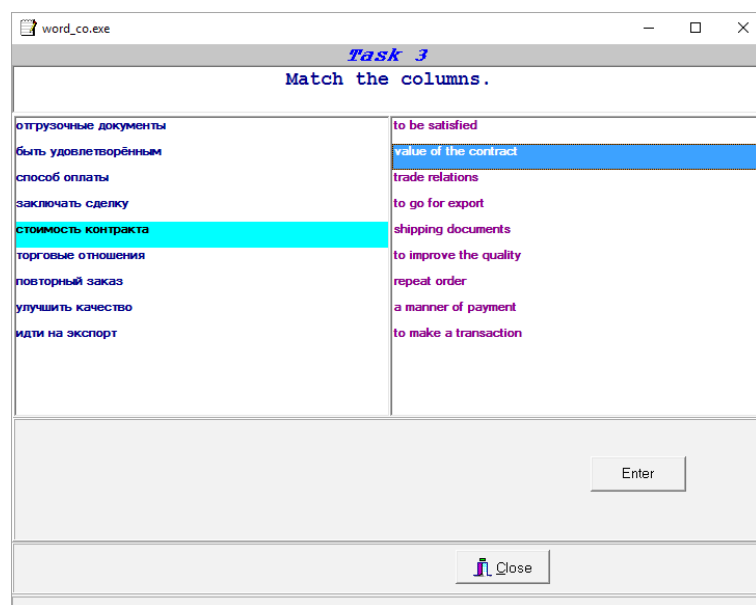 word_co.exe
Task 3
Match the columns.
отгрузочные документы
быть удовлетворённым
способ оплаты
заключать сделку
стоимость контракта
торговые отношения
повторный заказ
улучшить качество
идти на экспорт
to be satisfied
value of the contract
trade relations
to go for export
shipping documents
to improve the quality
repeat order
a manner of payment
to make a transaction
Enter
Close